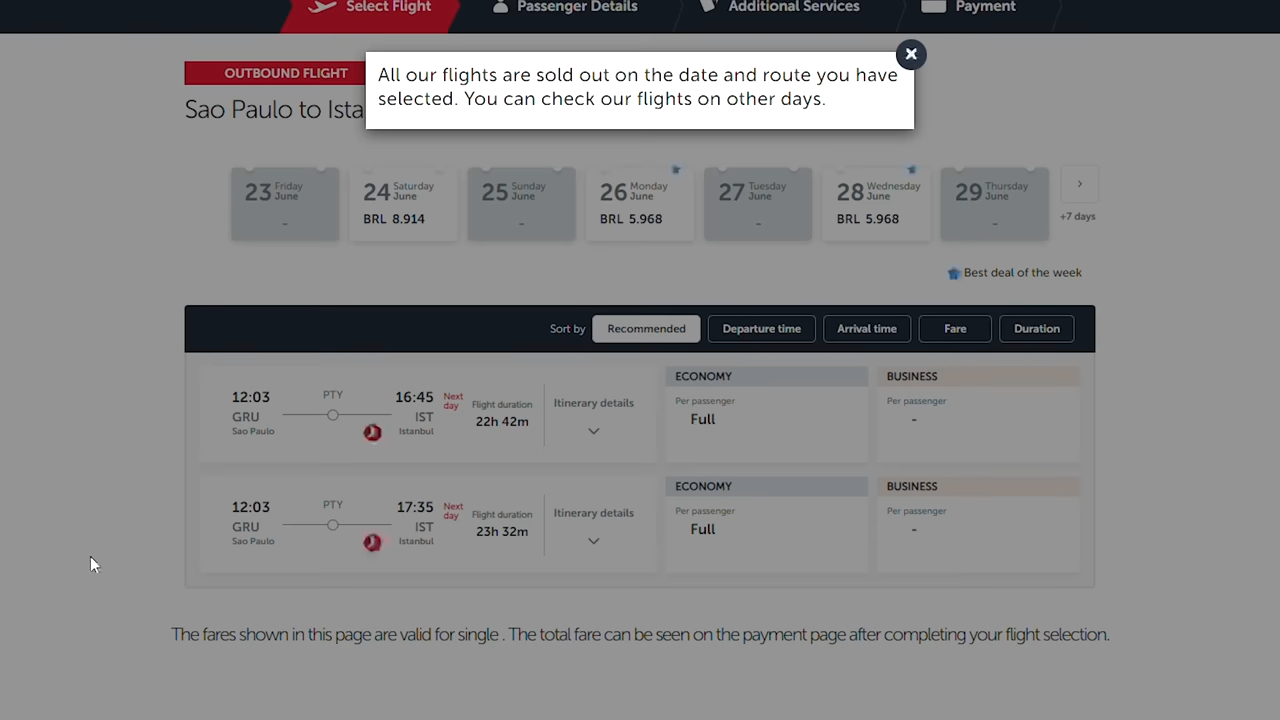 Select Flight
Passenger Details
Additional Services
Payment
All our flights are sold out on the date and route you have
selected. You can check our flights on other days.
OUTBOUND FLIGHT
Sao Paulo to Ista
23 Friday June
-
24 Saturday June
BRL 8.914
25 Sunday June
-
26 Monday June
BRL 5.968
27 Tuesday June
-
28 Wednesday June
BRL 5.968
29 Thursday June
-
+7 days
Best deal of the week
Sort by Recommended Departure time Arrival time Fare Duration
12:03 PTY 16:45 Next day
GRU IST
Sao Paulo Istanbul
Flight duration
22h 42m
Itinerary details
ECONOMY
Per passenger
Full
BUSINESS
Per passenger
-
12:03 PTY 17:35 Next day
GRU IST
Sao Paulo Istanbul
Flight duration
23h 32m
Itinerary details
ECONOMY
Per passenger
Full
BUSINESS
Per passenger
-
The fares shown in this page are valid for single . The total fare can be seen on the payment page after completing your flight selection.